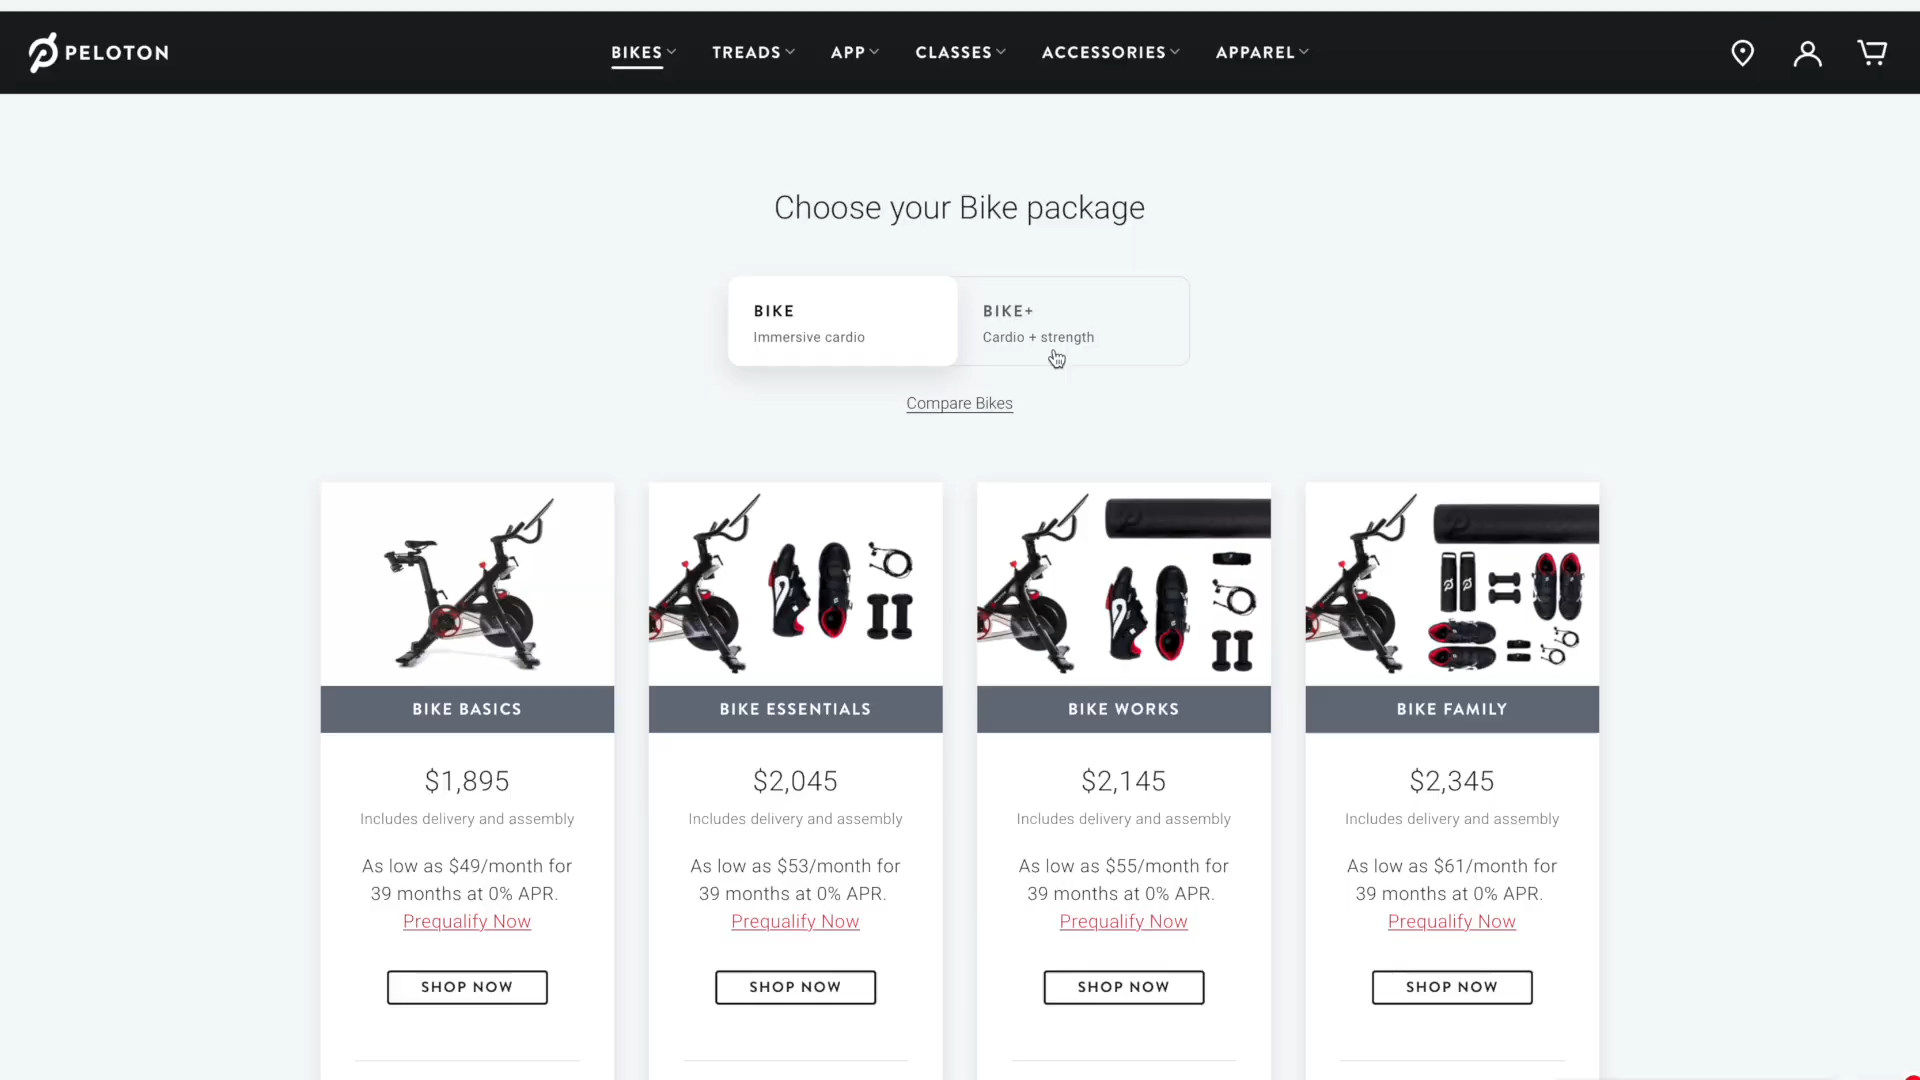 PELOTON
BIKES
TREADS
APP
CLASSES
ACCESSORIES
APPAREL
Choose your Bike package
BIKE
Immersive cardio
BIKE+
Cardio + strength
Compare Bikes
BIKE BASICS
$1,895
Includes delivery and assembly
As low as $49/month for
39 months at 0% APR.
Prequalify Now
SHOP NOW
BIKE ESSENTIALS
$2,045
Includes delivery and assembly
As low as $53/month for
39 months at 0% APR.
Prequalify Now
SHOP NOW
BIKE WORKS
$2,145
Includes delivery and assembly
As low as $55/month for
39 months at 0% APR.
Prequalify Now
SHOP NOW
BIKE FAMILY
$2,345
Includes delivery and assembly
As low as $61/month for
39 months at 0% APR.
Prequalify Now
SHOP NOW